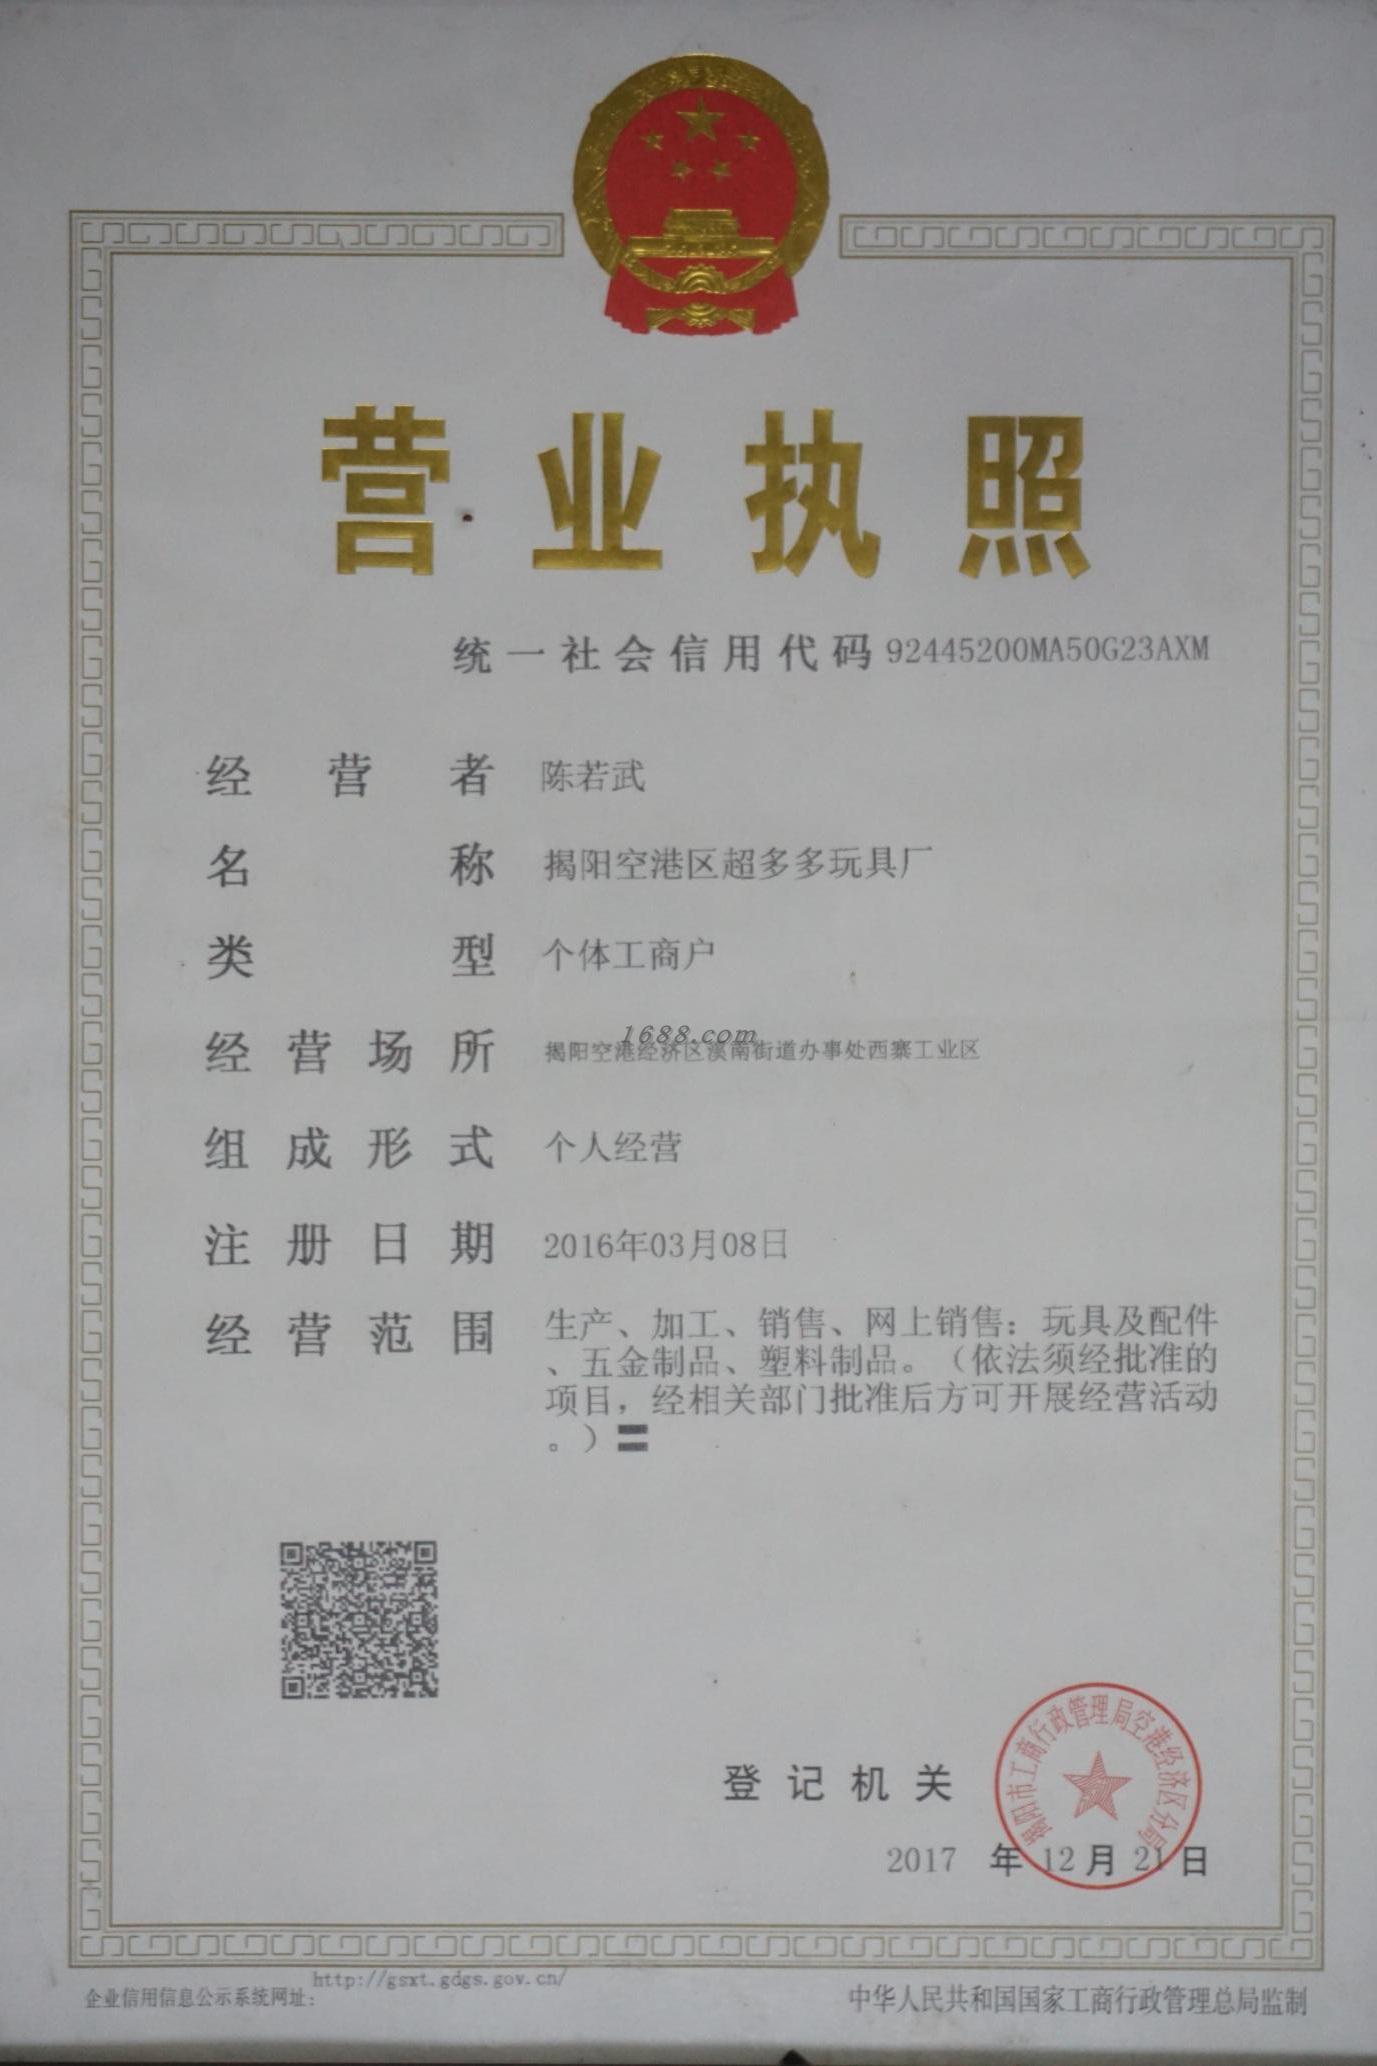 营业执照
统一社会信用代码 92445200MA50G23AXM
经营者 陈若武
名称 揭阳空港区超多多玩具厂
类型 个体工商户
1688.com
经营场所 揭阳空港经济区溪南街道办事处西寨工业区
组成形式 个人经营
注册日期 2016年03月08日
经营范围 生产、加工、销售、网上销售：玩具及配件
、五金制品、塑料制品。（依法须经批准的
项目，经相关部门批准后方可开展经营活动
。）〓
揭阳市工商行政管理局空港经济区分局
登记机关
2017 年 12 月 21 日
http://gsxt.gdgs.gov.cn/
企业信用信息公示系统网址：
中华人民共和国国家工商行政管理总局监制